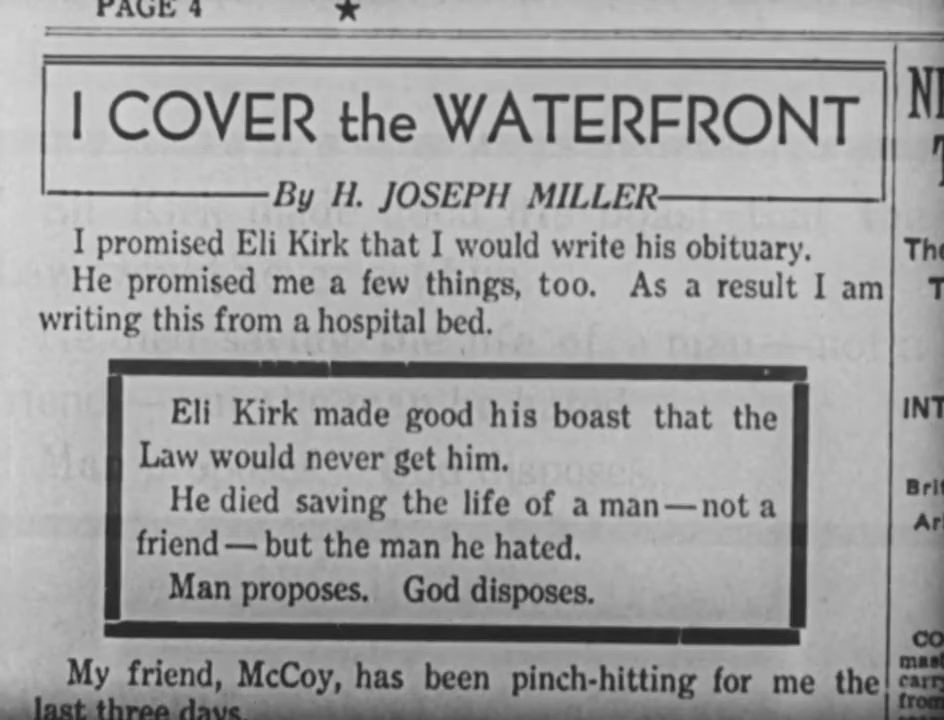 PAGE 4
I COVER the WATERFRONT
By H. JOSEPH MILLER
I promised Eli Kirk that I would write his obituary.
He promised me a few things, too. As a result I am
writing this from a hospital bed.
Eli Kirk made good his boast that the
Law would never get him.
He died saving the life of a man—not a
friend—but the man he hated.
Man proposes. God disposes.
My friend, McCoy, has been pinch-hitting for me the
last three days.
INT
CO
from